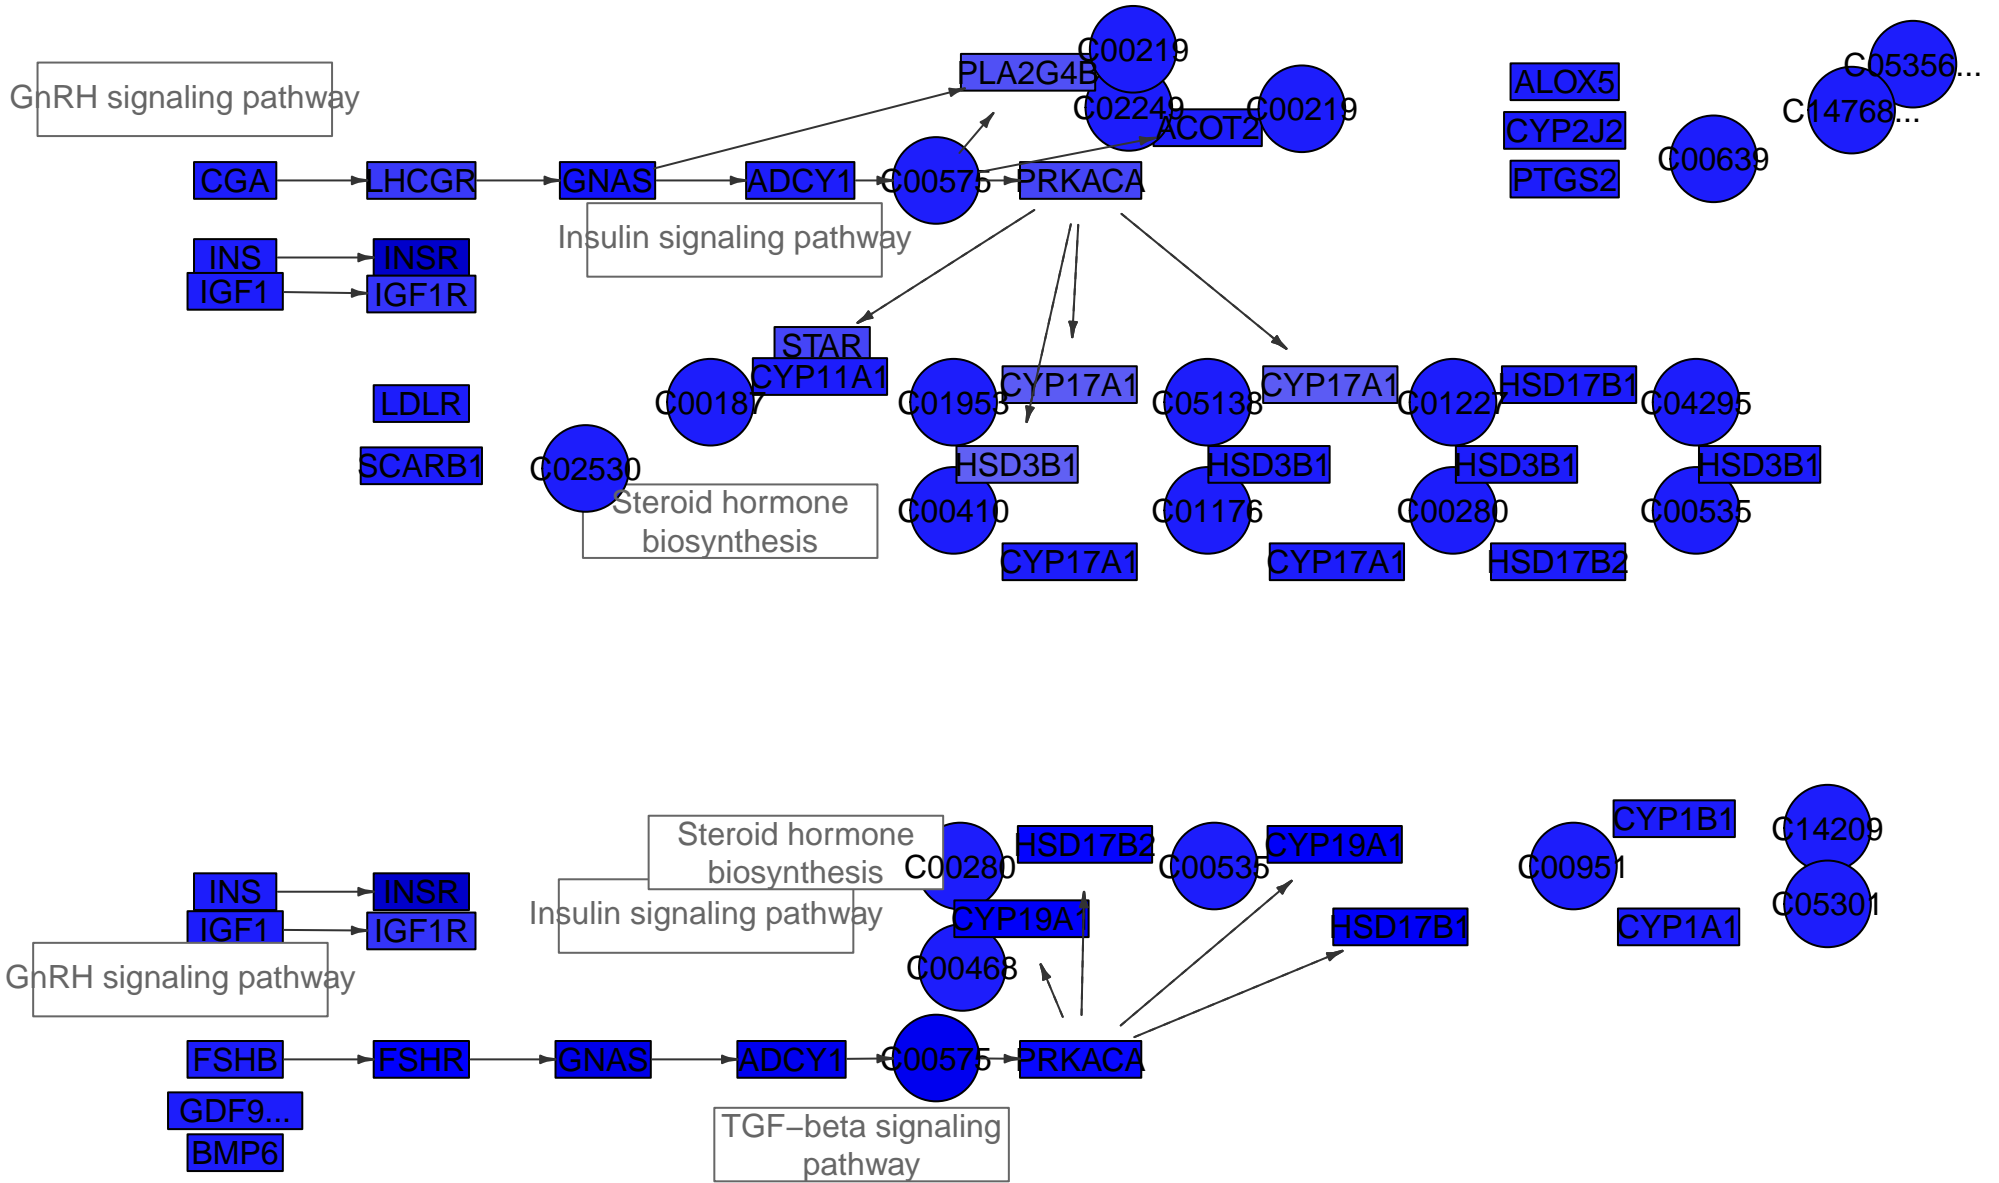 C00219
C05356...
PLA2G4B
ALOX5
GnRH signaling pathway
C02249
C00219
C14768...
ACOT2
CYP2J2
C00639
CGA
LHCGR
GNAS
ADCY1
C00575
PRKACA
PTGS2
Insulin signaling pathway
INS
INSR
IGF1
IGF1R
STAR
CYP11A1
CYP17A1
CYP17A1
HSD17B1
LDLR
C00187
C01953
C05138
C01227
C04295
SCARB1
C02530
HSD3B1
HSD3B1
HSD3B1
HSD3B1
Steroid hormone
biosynthesis
C00410
C01176
C00280
C00535
CYP17A1
CYP17A1
HSD17B2
Steroid hormone
biosynthesis
C00280
HSD17B2
C00535
CYP19A1
C00951
CYP1B1
C14209
INS
INSR
Insulin signaling pathway
CYP19A1
C05301
IGF1
IGF1R
HSD17B1
CYP1A1
GnRH signaling pathway
C00468
FSHB
FSHR
GNAS
ADCY1
C00575
PRKACA
GDF9...
BMP6
TGF−beta signaling
pathway